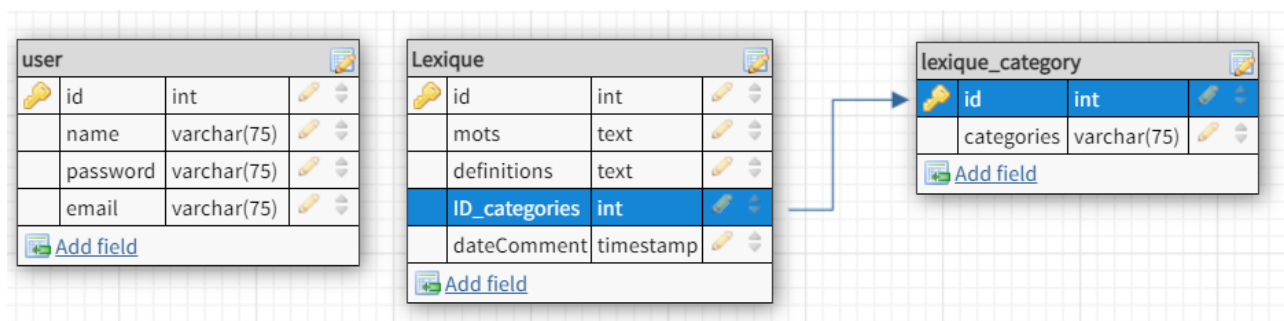 user
id int
name varchar(75)
password varchar(75)
email varchar(75)
Add field
Lexique
id int
mots text
definitions text
ID_categories int
dateComment timestamp
Add field
lexique_category
id int
categories varchar(75)
Add field